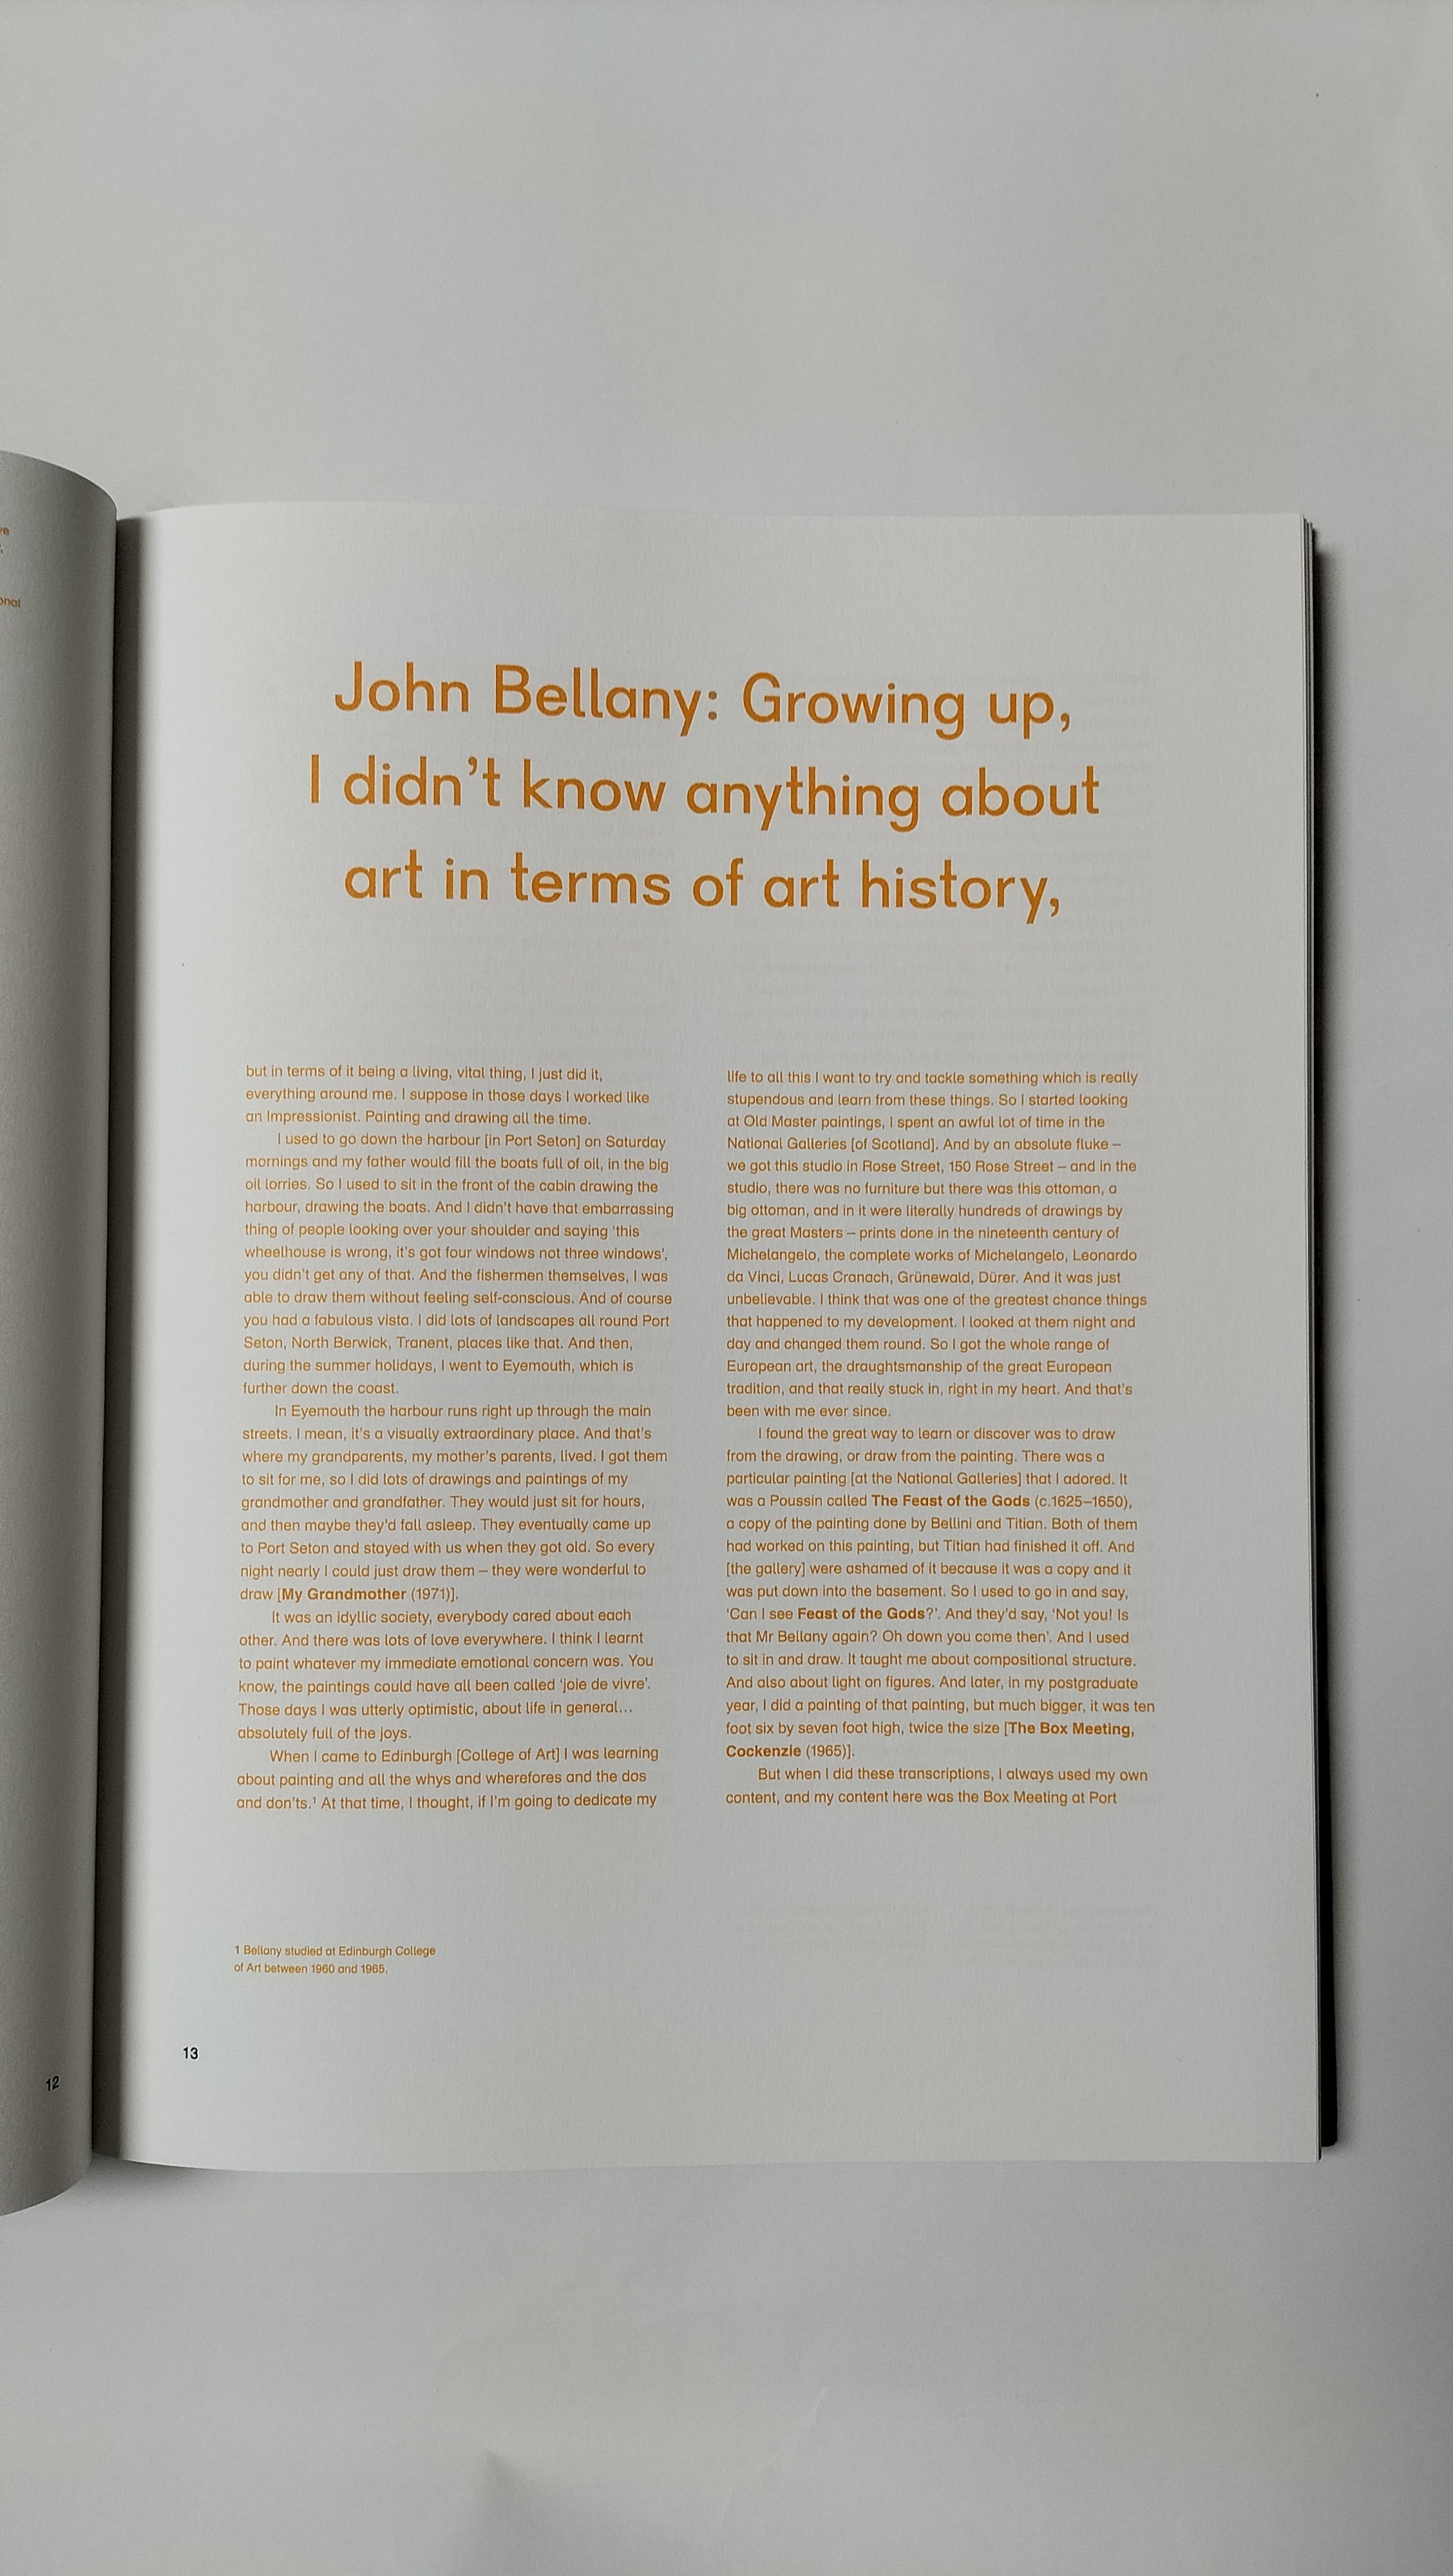 ve
onal
12
John Bellany: Growing up,
I didn’t know anything about
art in terms of art history,
but in terms of it being a living, vital thing, I just did it,
everything around me. I suppose in those days I worked like
an Impressionist. Painting and drawing all the time.
I used to go down the harbour [in Port Seton] on Saturday
mornings and my father would fill the boats full of oil, in the big
oil lorries. So I used to sit in the front of the cabin drawing the
harbour, drawing the boats. And I didn’t have that embarrassing
thing of people looking over your shoulder and saying ‘this
wheelhouse is wrong, it’s got four windows not three windows’,
you didn’t get any of that. And the fishermen themselves, I was
able to draw them without feeling self-conscious. And of course
you had a fabulous vista. I did lots of landscapes all round Port
Seton, North Berwick, Tranent, places like that. And then,
during the summer holidays, I went to Eyemouth, which is
further down the coast.
In Eyemouth the harbour runs right up through the main
streets. I mean, it’s a visually extraordinary place. And that’s
where my grandparents, my mother’s parents, lived. I got them
to sit for me, so I did lots of drawings and paintings of my
grandmother and grandfather. They would just sit for hours,
and then maybe they’d fall asleep. They eventually came up
to Port Seton and stayed with us when they got old. So every
night nearly I could just draw them – they were wonderful to
draw [My Grandmother (1971)].
It was an idyllic society, everybody cared about each
other. And there was lots of love everywhere. I think I learnt
to paint whatever my immediate emotional concern was. You
know, the paintings could have all been called ‘joie de vivre’.
Those days I was utterly optimistic, about life in general…
absolutely full of the joys.
When I came to Edinburgh [College of Art] I was learning
about painting and all the whys and wherefores and the dos
and don’ts.¹ At that time, I thought, if I’m going to dedicate my
life to all this I want to try and tackle something which is really
stupendous and learn from these things. So I started looking
at Old Master paintings, I spent an awful lot of time in the
National Galleries [of Scotland]. And by an absolute fluke –
we got this studio in Rose Street, 150 Rose Street – and in the
studio, there was no furniture but there was this ottoman, a
big ottoman, and in it were literally hundreds of drawings by
the great Masters – prints done in the nineteenth century of
Michelangelo, the complete works of Michelangelo, Leonardo
da Vinci, Lucas Cranach, Grünewald, Dürer. And it was just
unbelievable. I think that was one of the greatest chance things
that happened to my development. I looked at them night and
day and changed them round. So I got the whole range of
European art, the draughtsmanship of the great European
tradition, and that really stuck in, right in my heart. And that’s
been with me ever since.
I found the great way to learn or discover was to draw
from the drawing, or draw from the painting. There was a
particular painting [at the National Galleries] that I adored. It
was a Poussin called The Feast of the Gods (c.1625–1650),
a copy of the painting done by Bellini and Titian. Both of them
had worked on this painting, but Titian had finished it off. And
[the gallery] were ashamed of it because it was a copy and it
was put down into the basement. So I used to go in and say,
‘Can I see Feast of the Gods?’. And they’d say, ‘Not you! Is
that Mr Bellany again? Oh down you come then’. And I used
to sit in and draw. It taught me about compositional structure.
And also about light on figures. And later, in my postgraduate
year, I did a painting of that painting, but much bigger, it was ten
foot six by seven foot high, twice the size [The Box Meeting,
Cockenzie (1965)].
But when I did these transcriptions, I always used my own
content, and my content here was the Box Meeting at Port
1 Bellany studied at Edinburgh College
of Art between 1960 and 1965.
13